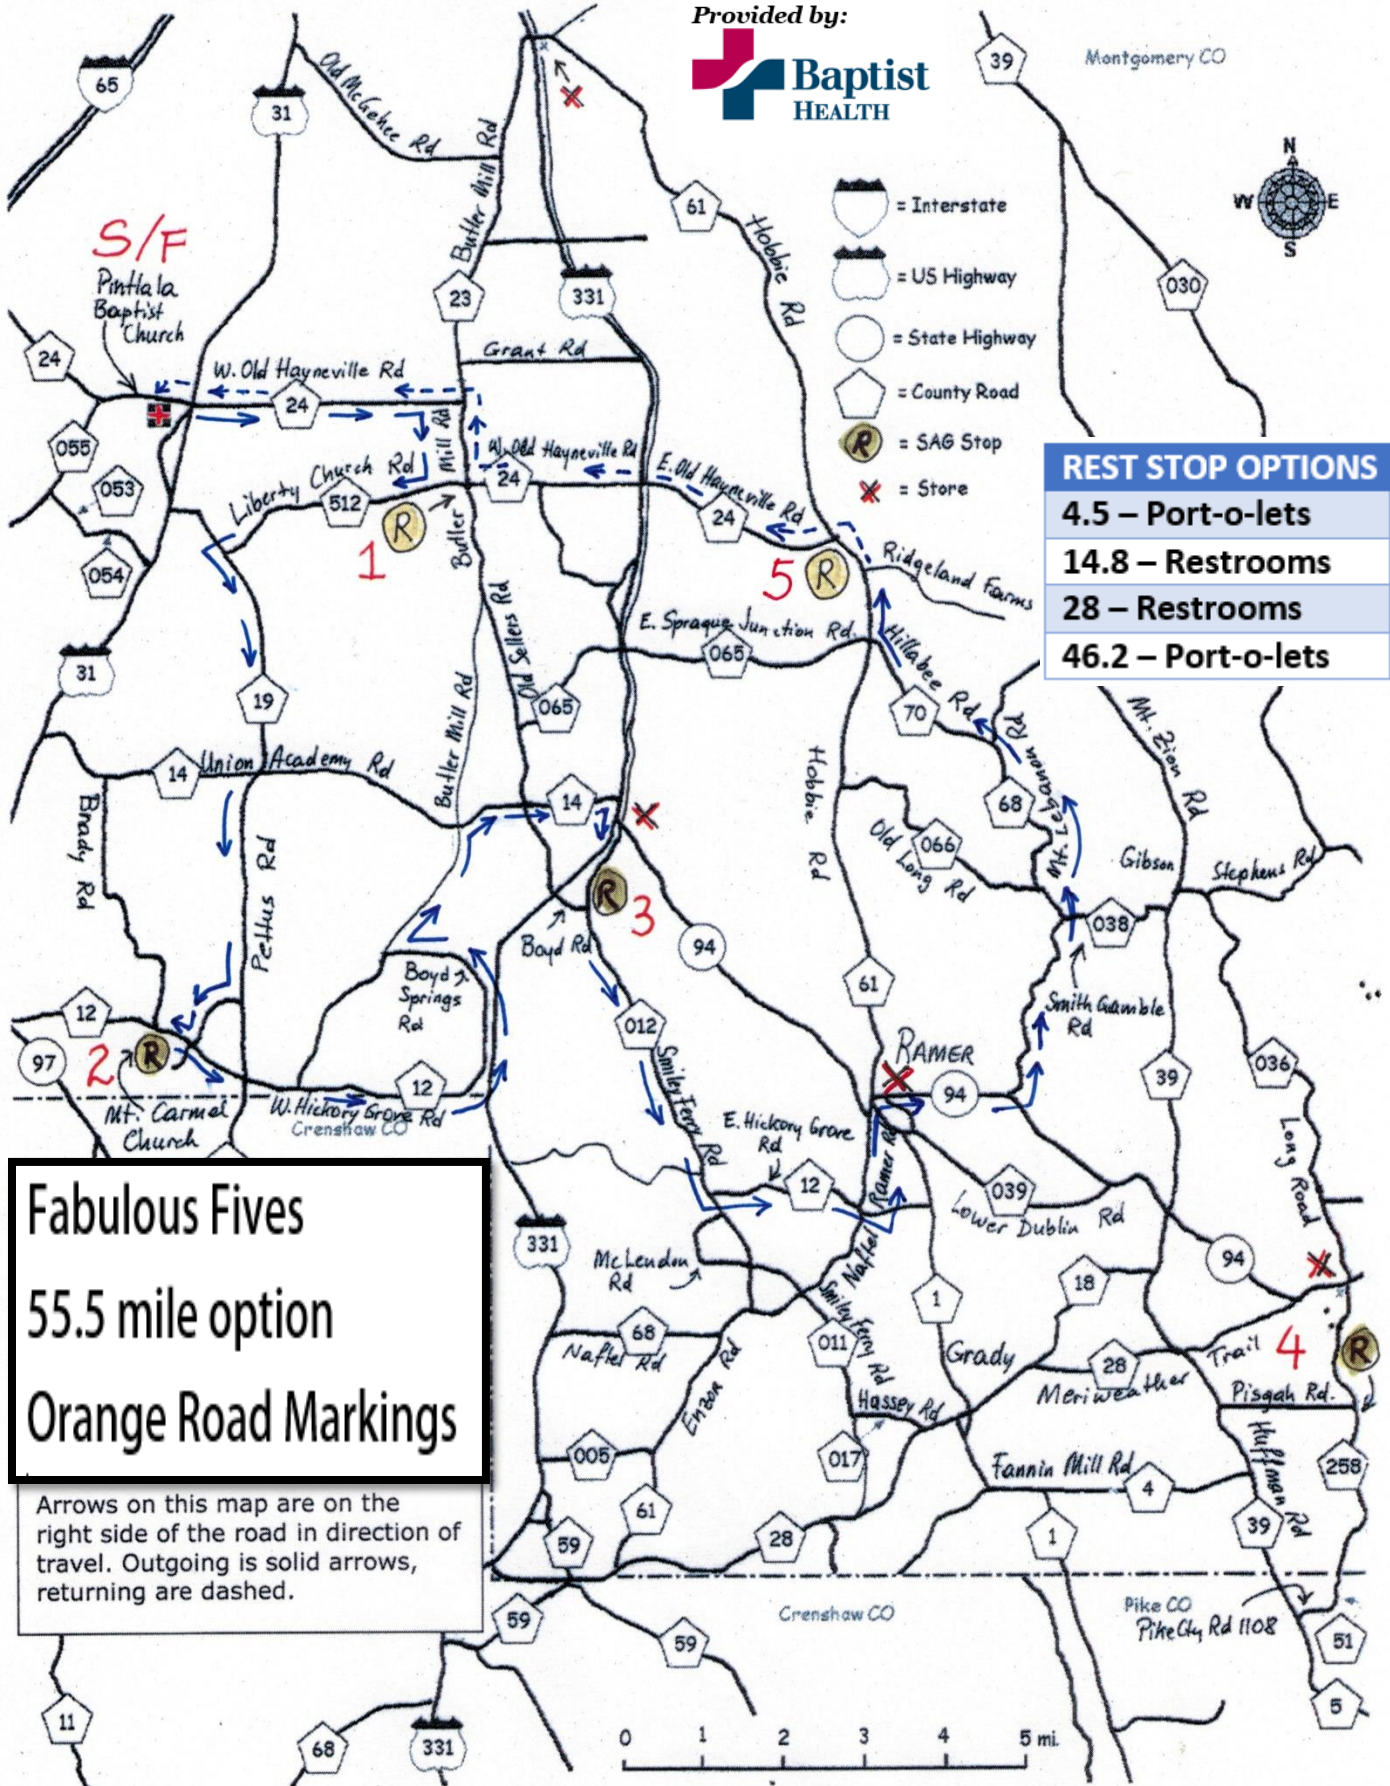 Provided by:
Baptist
HEALTH
65
31
Old McGehee Rd
Butler Mill Rd
39
Montgomery CO
N
W
E
S
= Interstate
= US Highway
= State Highway
= County Road
R = SAG Stop
= Store
61
Hobbie Rd
030
S/F
Pintlala
Baptist
Church
23
331
Grant Rd
24
W. Old Hayneville Rd
24
055
053
054
Liberty Church Rd
512
R
1
Mill Rd
Butler
W. Old Hayneville Rd
24
E. Old Hayneville Rd
24
5
R
Ridgeland Farms
REST STOP OPTIONS
4.5 – Port-o-lets
14.8 – Restrooms
28 – Restrooms
46.2 – Port-o-lets
31
19
Old Sellers Rd
E. Sprague Junction Rd.
065
065
Hillabee Rd
70
Mt. Lebanon Rd
68
Mt. Zion Rd
14
Union Academy Rd
Butler Mill Rd
14
Hobbie Rd
066
Old Long Rd
Gibson
Stephens Rd
038
Brady Rd
Pettus Rd
R
3
Boyd Rd
94
61
Boyd
Springs
Rd
012
Smith Gamble
Rd
12
97
2
R
Mt. Carmel
Church
W. Hickory Grove Rd
12
Crenshaw CO
Smiley Ferry Rd
RAMER
94
39
036
Long Road
E. Hickory Grove
Rd
12
Ramer Rd
039
Lower Dublin Rd
Fabulous Fives
55.5 mile option
Orange Road Markings
331
McLendon
Rd
Naftel
94
18
1
68
Naftel Rd
Smiley Ferry Rd
011
Grady
28
Meriweather
Trail
4
R
Enzor Rd
Hassey Rd
Pisgah Rd.
005
017
Fannin Mill Rd
4
Huffman Rd
258
Arrows on this map are on the
right side of the road in direction of
travel. Outgoing is solid arrows,
returning are dashed.
61
59
28
1
39
59
59
Crenshaw CO
Pike CO
Pike Cty Rd 1108
51
5
11
68
331
0 1 2 3 4 5 mi.